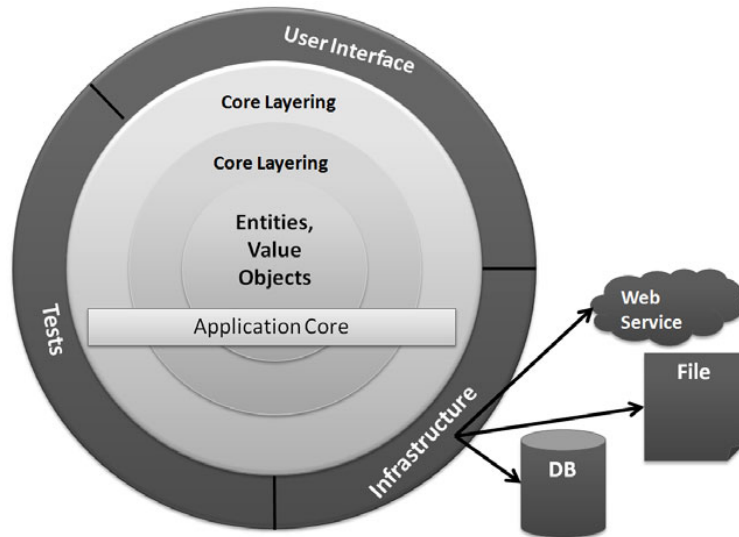 User Interface
Core Layering
Core Layering
Entities,
Value
Objects
Application Core
Tests
Infrastructure
Web
Service
File
DB